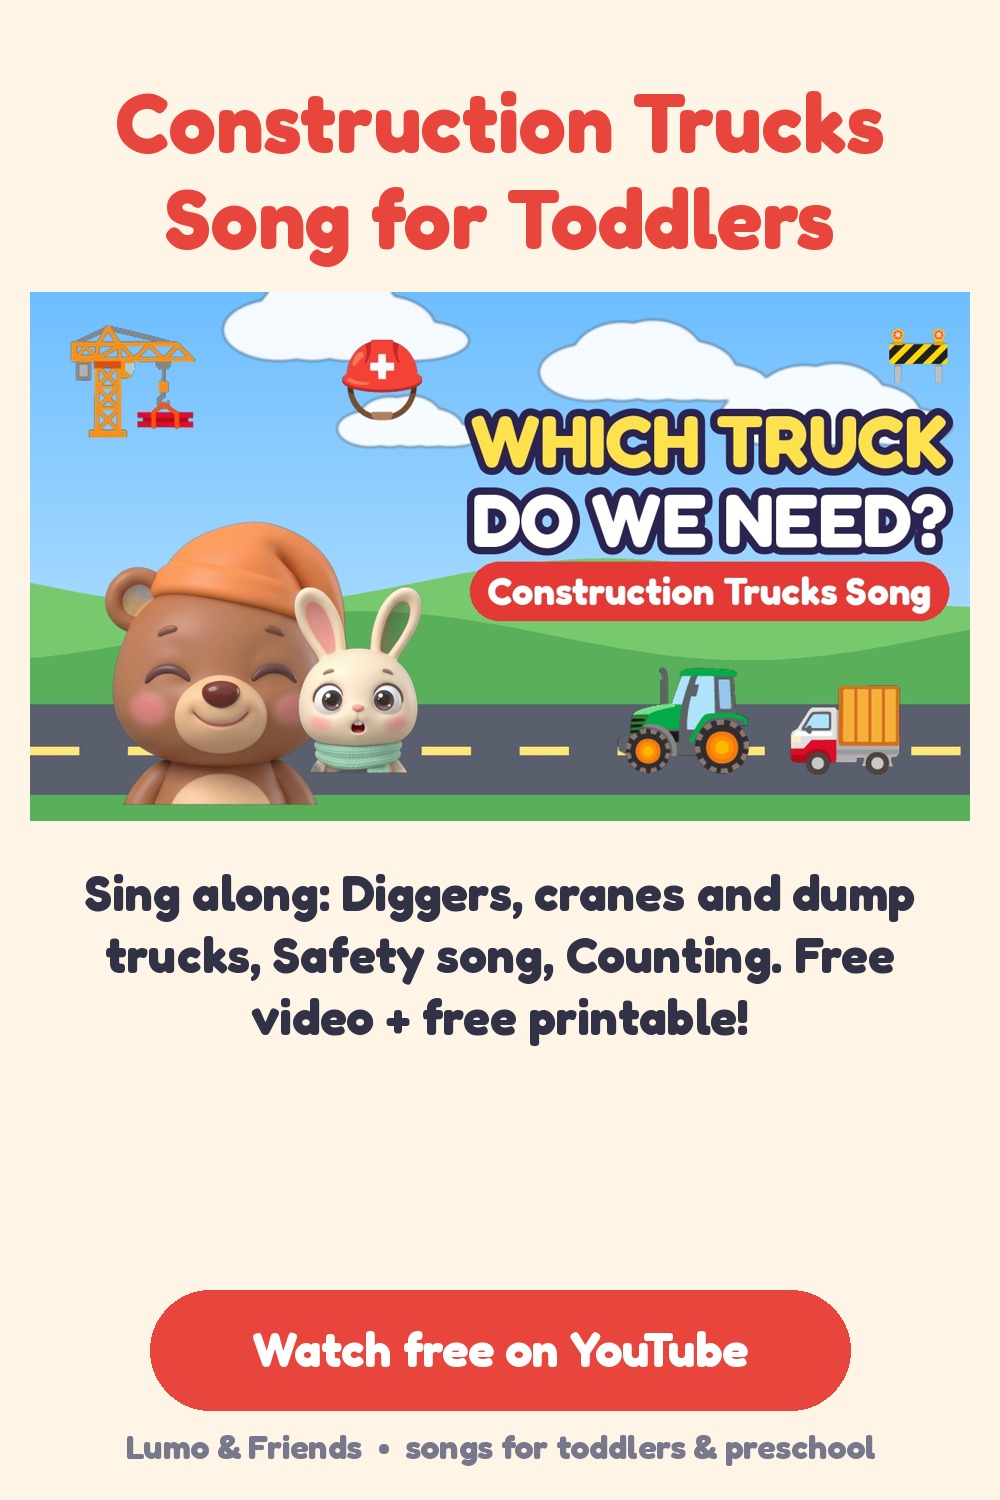 Construction Trucks
Song for Toddlers
WHICH TRUCK
DO WE NEED?
Construction Trucks Song
Sing along: Diggers, cranes and dump
trucks, Safety song, Counting. Free
video + free printable!
Watch free on YouTube
Lumo & Friends • songs for toddlers & preschool